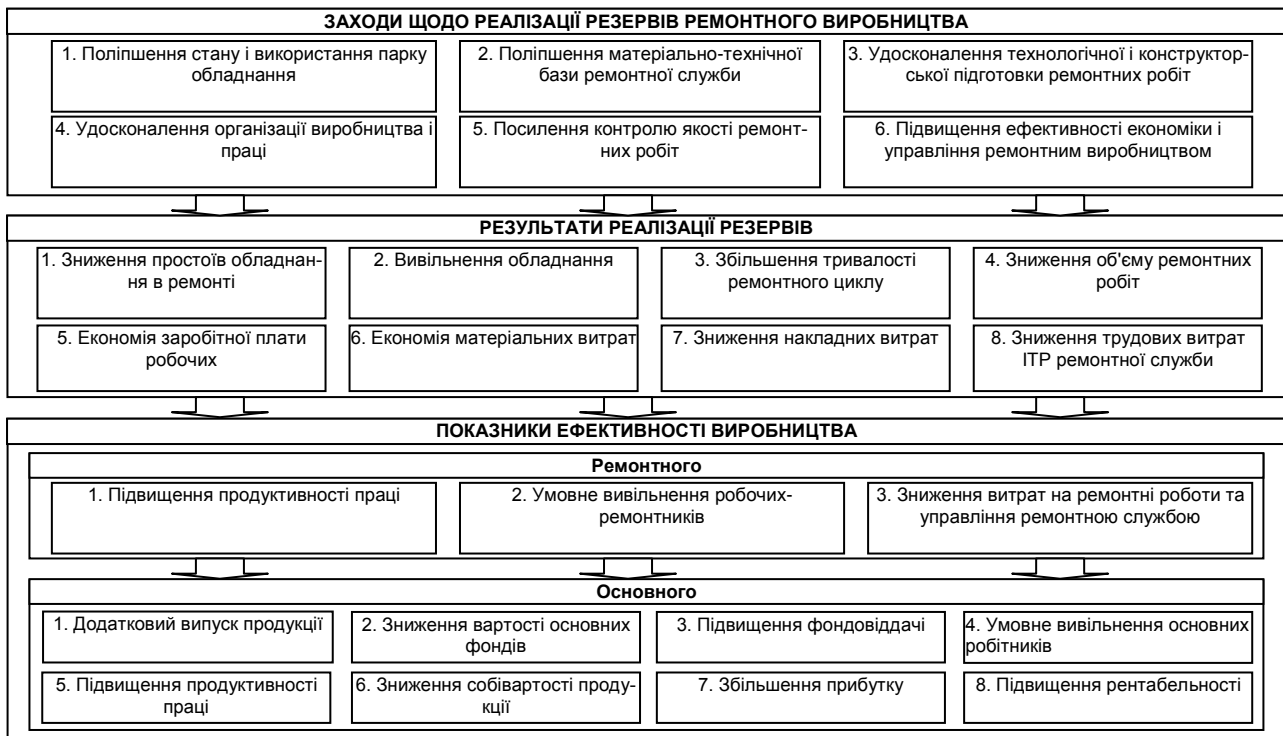 ЗАХОДИ ЩОДО РЕАЛІЗАЦІЇ РЕЗЕРВІВ РЕМОНТНОГО ВИРОБНИЦТВА
1. Поліпшення стану і використання парку
обладнання
2. Поліпшення матеріально-технічної
бази ремонтної служби
3. Удосконалення технологічної і конструктор-
ської підготовки ремонтних робіт
4. Удосконалення організації виробництва і
праці
5. Посилення контролю якості ремонт-
них робіт
6. Підвищення ефективності економіки і
управління ремонтним виробництвом
РЕЗУЛЬТАТИ РЕАЛІЗАЦІЇ РЕЗЕРВІВ
1. Зниження простоїв обладнан-
ня в ремонті
2. Вивільнення обладнання
3. Збільшення тривалості
ремонтного циклу
4. Зниження об'єму ремонтних
робіт
5. Економія заробітної плати
робочих
6. Економія матеріальних витрат
7. Зниження накладних витрат
8. Зниження трудових витрат
ІТР ремонтної служби
ПОКАЗНИКИ ЕФЕКТИВНОСТІ ВИРОБНИЦТВА
Ремонтного
1. Підвищення продуктивності праці
2. Умовне вивільнення робочих-
ремонтників
3. Зниження витрат на ремонтні роботи та
управління ремонтною службою
Основного
1. Додатковий випуск продукції
2. Зниження вартості основних
фондів
3. Підвищення фондовіддачі
4. Умовне вивільнення основних
робітників
5. Підвищення продуктивності
праці
6. Зниження собівартості проду-
кції
7. Збільшення прибутку
8. Підвищення рентабельності